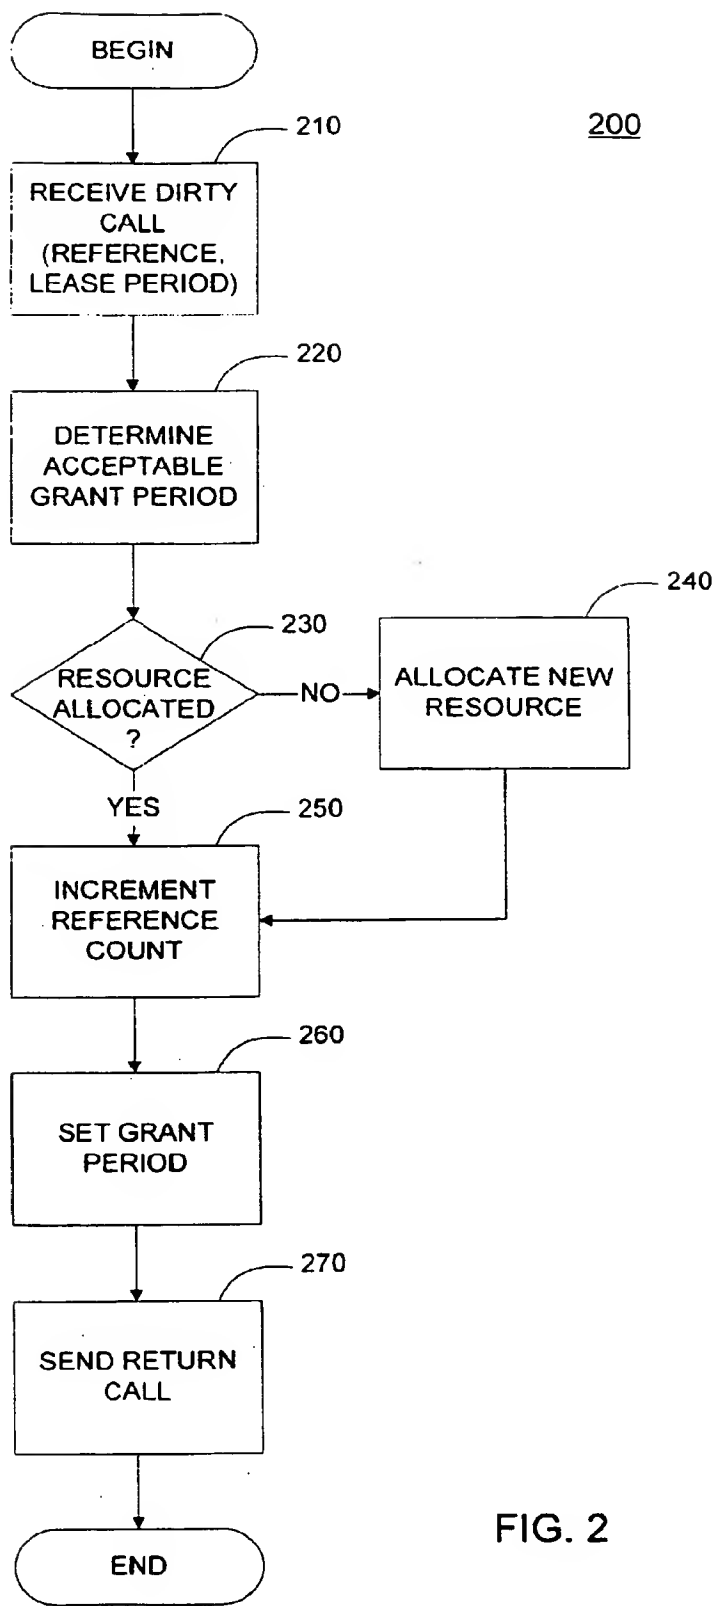 BEGIN
210
200
RECEIVE DIRTY
CALL
(REFERENCE,
LEASE PERIOD)
220
DETERMINE
ACCEPTABLE
GRANT PERIOD
230
RESOURCE
ALLOCATED
?
NO
240
ALLOCATE NEW
RESOURCE
YES
250
INCREMENT
REFERENCE
COUNT
260
SET GRANT
PERIOD
270
SEND RETURN
CALL
END
FIG. 2